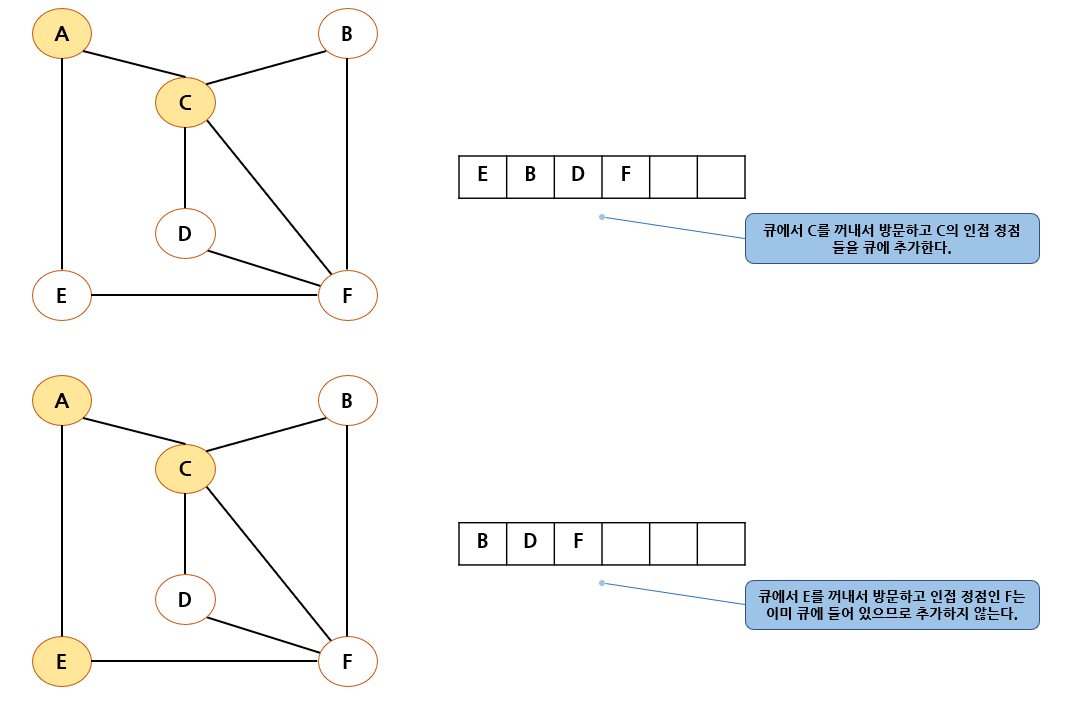 A
B
C
D
E
F
E B D F
큐에서 C를 꺼내서 방문하고 C의 인접 정점
들을 큐에 추가한다.
A
B
C
D
E
F
B D F
큐에서 E를 꺼내서 방문하고 인접 정점인 F는
이미 큐에 들어 있으므로 추가하지 않는다.